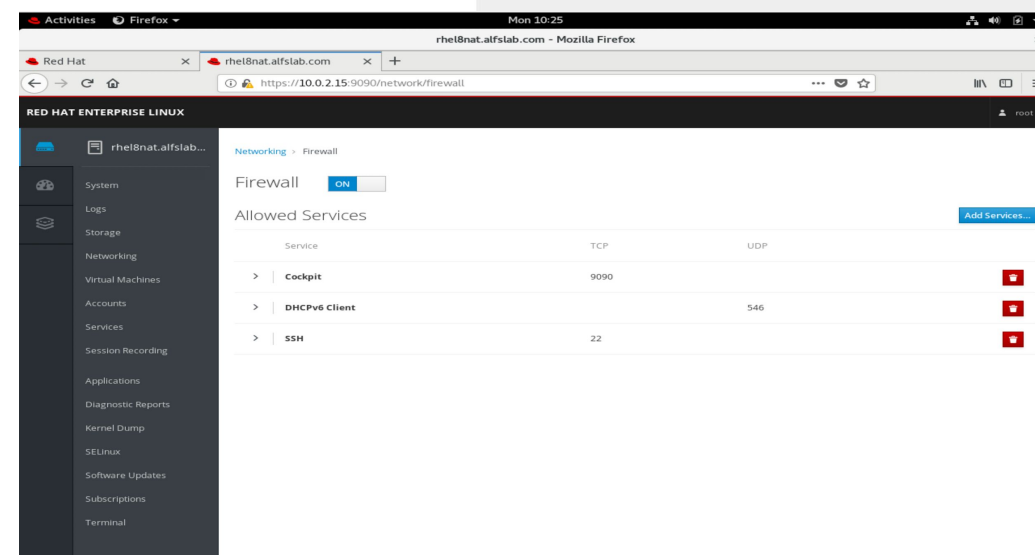 Activities Firefox Mon 10:25
rhel8nat.alfslab.com - Mozilla Firefox
Red Hat rhel8nat.alfslab.com
https://10.0.2.15:9090/network/firewall
RED HAT ENTERPRISE LINUX root
rhel8nat.alfslab...
System
Logs
Storage
Networking
Virtual Machines
Accounts
Services
Session Recording
Applications
Diagnostic Reports
Kernel Dump
SELinux
Software Updates
Subscriptions
Terminal
Networking > Firewall
Firewall ON
Allowed Services Add Services...
Service TCP UDP
Cockpit 9090
DHCPv6 Client 546
SSH 22